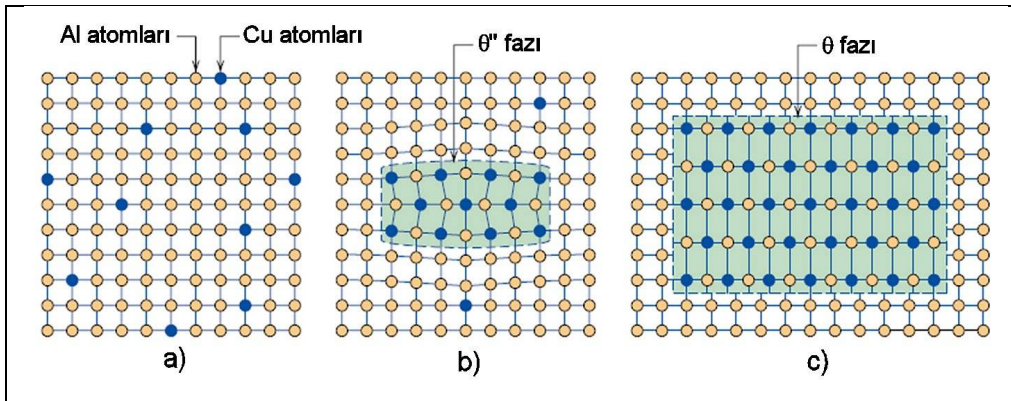 Al atomları
Cu atomları
θ" fazı
θ fazı
a)
b)
c)